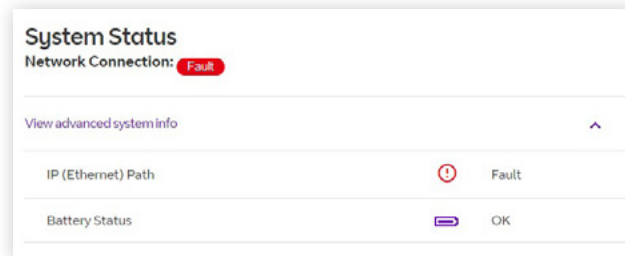 System Status
Network Connection: Fault
View advanced system info
IP (Ethernet) Path Fault
Battery Status OK